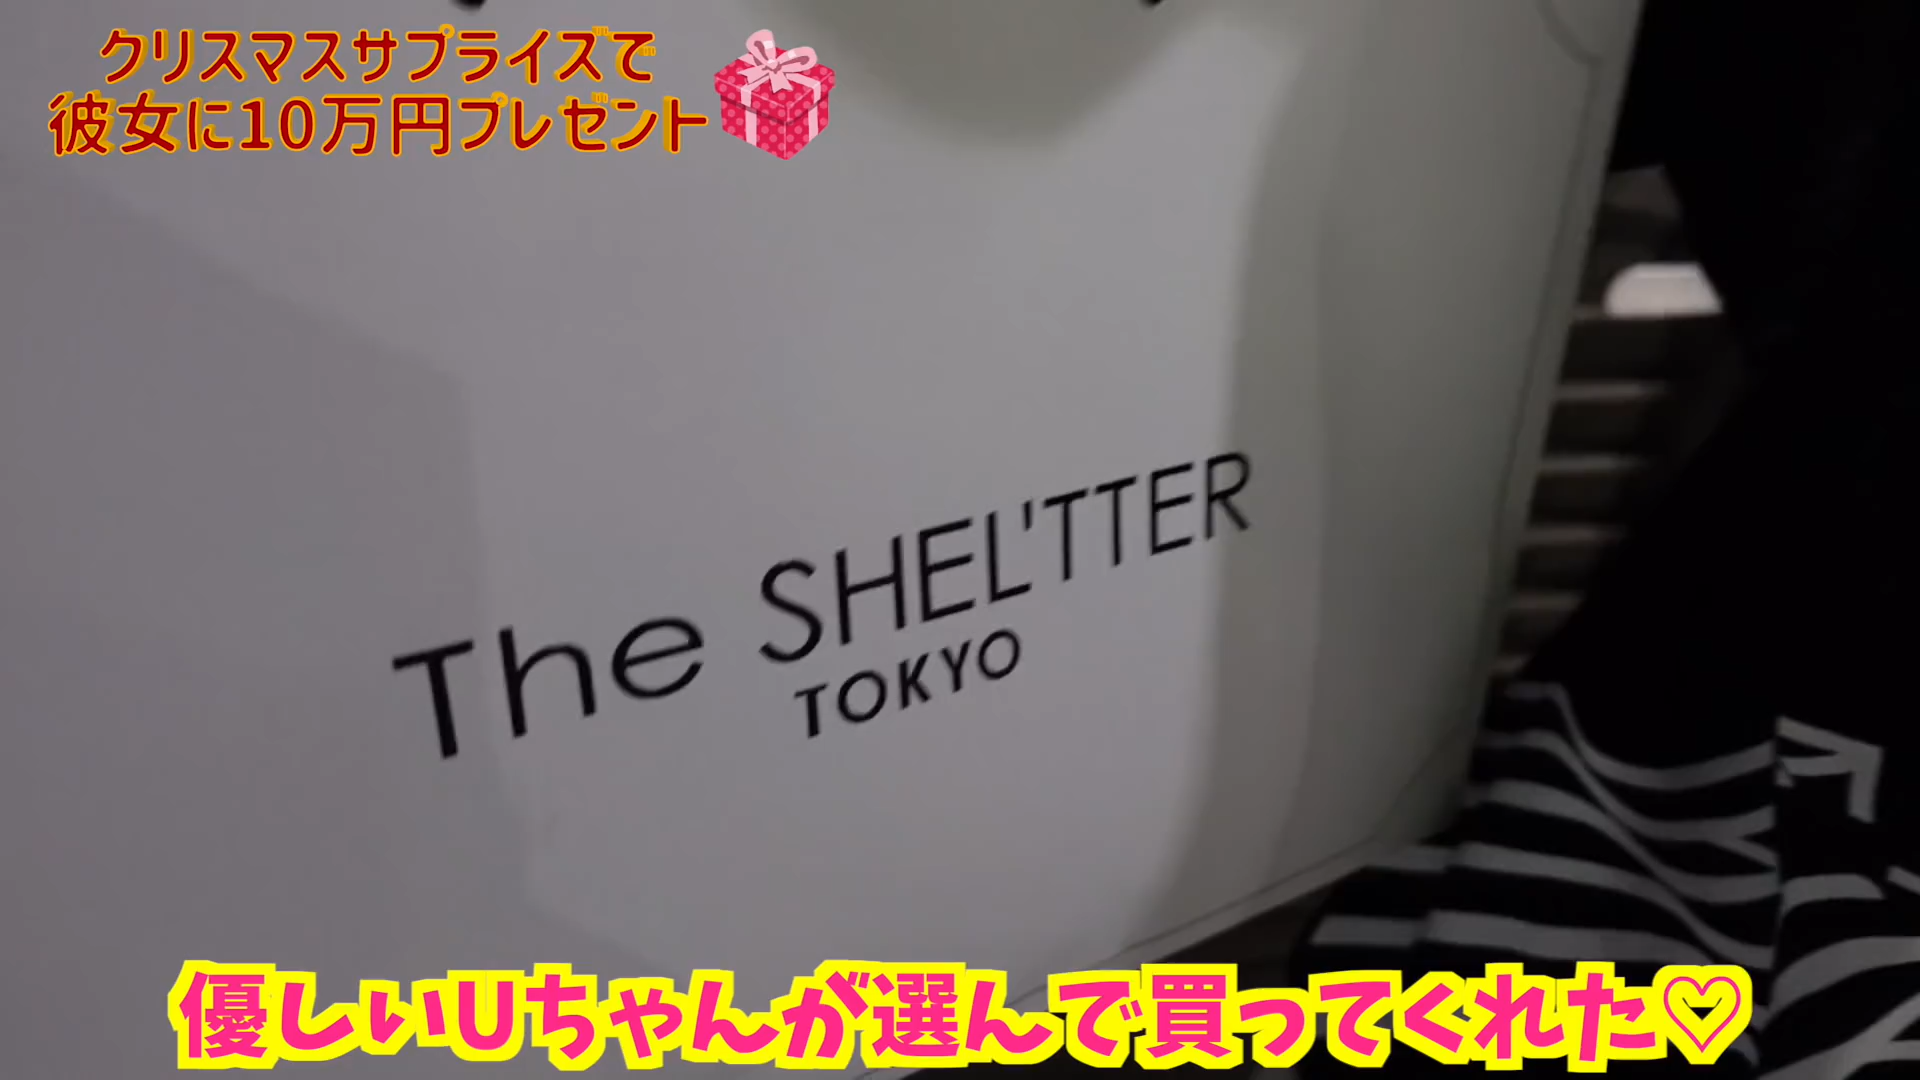 クリスマスサプライズで
彼女に10万円プレゼント
The SHEL'TTER
TOKYO
優しいUちゃんが選んで買ってくれた♡